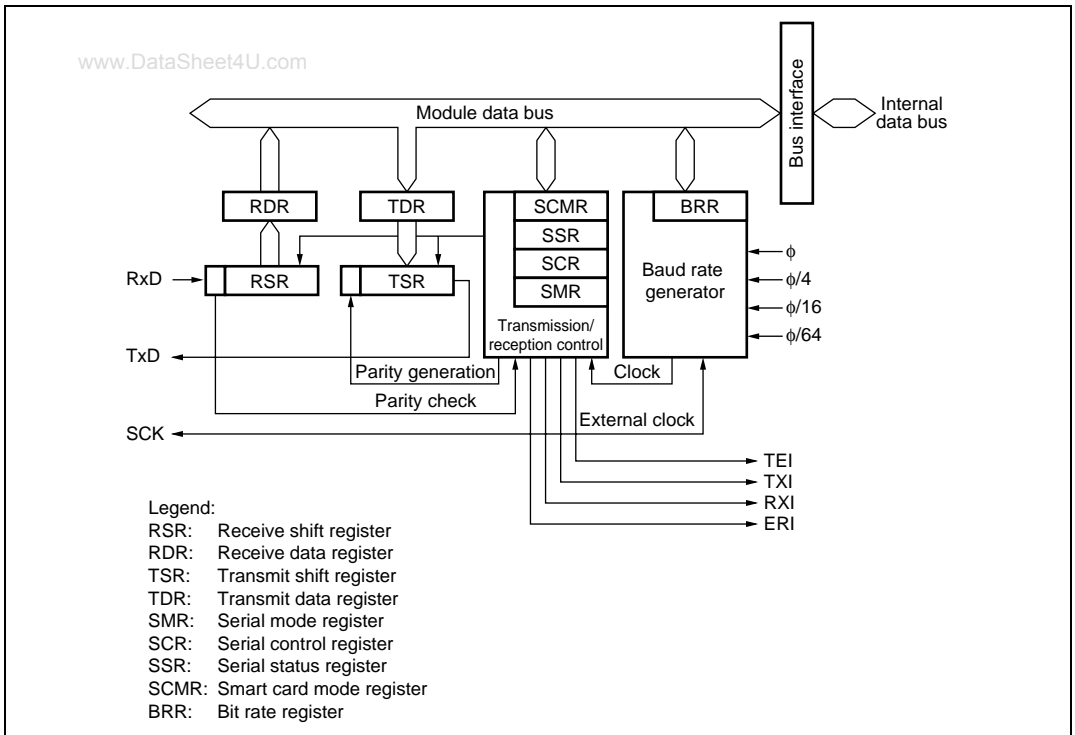 www.DataSheet4U.com
Bus interface
Module data bus
Internal
data bus
RDR
TDR
SCMR
BRR
SSR
SCR
SMR
RxD
RSR
TSR
Baud rate
generator
ϕ
ϕ/4
ϕ/16
ϕ/64
Transmission/
reception control
TxD
Parity generation
Clock
Parity check
External clock
SCK
TEI
TXI
RXI
ERI
Legend:
RSR: Receive shift register
RDR: Receive data register
TSR: Transmit shift register
TDR: Transmit data register
SMR: Serial mode register
SCR: Serial control register
SSR: Serial status register
SCMR: Smart card mode register
BRR: Bit rate register